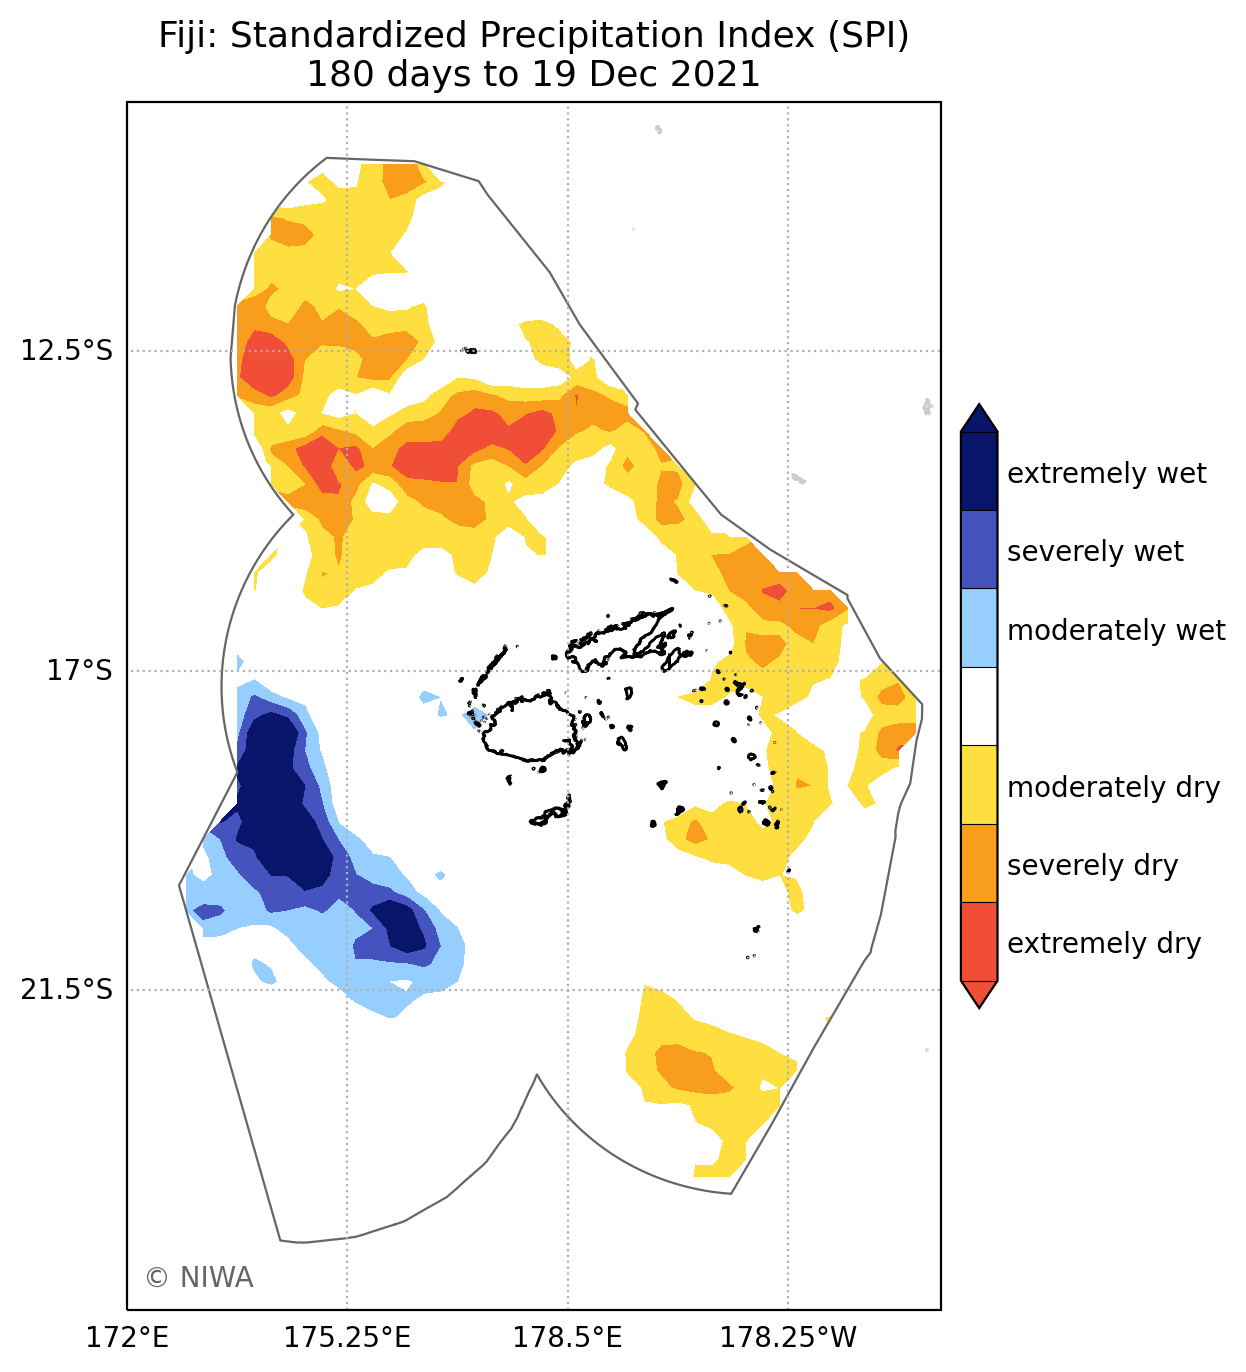 Fiji: Standardized Precipitation Index (SPI)
180 days to 19 Dec 2021
12.5°S
17°S
21.5°S
172°E
175.25°E
178.5°E
178.25°W
extremely wet
severely wet
moderately wet
moderately dry
severely dry
extremely dry
© NIWA